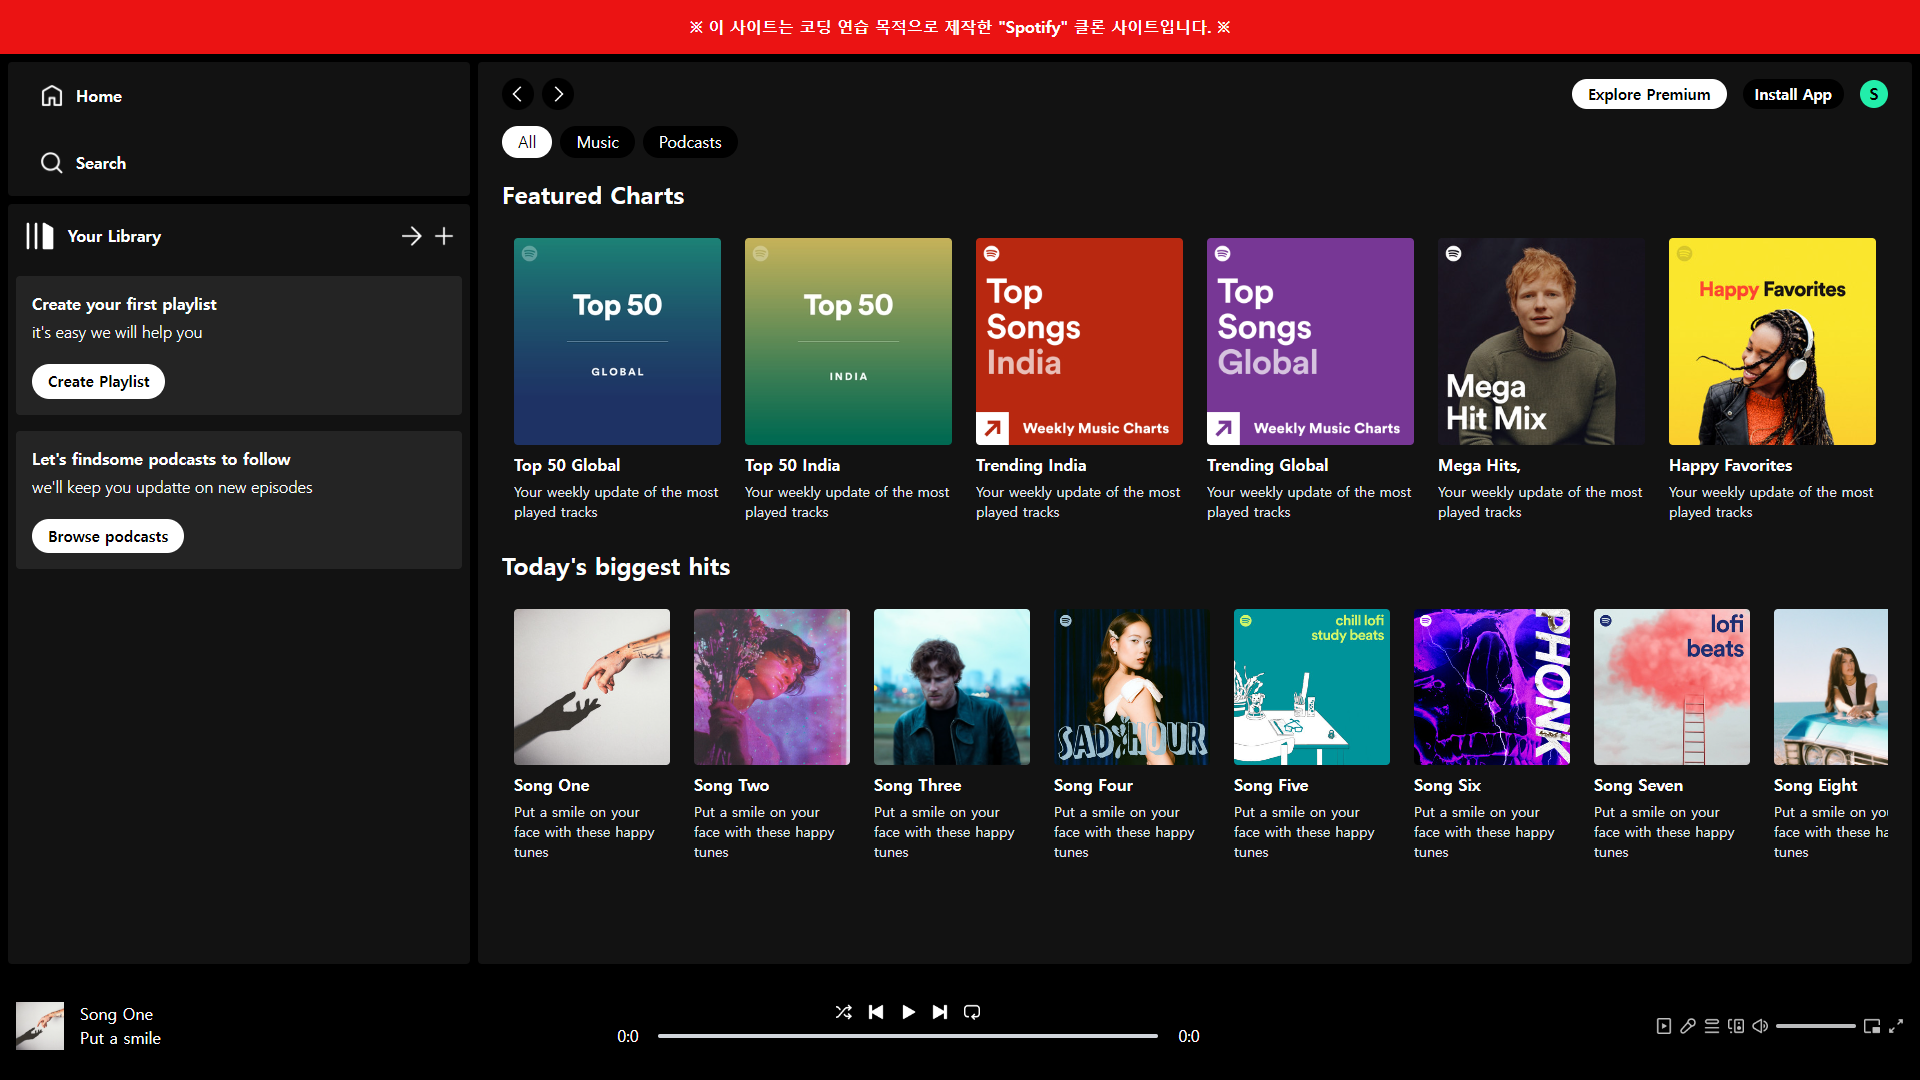 ※ 이 사이트는 코딩 연습 목적으로 제작한 "Spotify" 클론 사이트입니다. ※
Home
Search
Your Library
Create your first playlist
it's easy we will help you
Create Playlist
Let's findsome podcasts to follow
we'll keep you updatte on new episodes
Browse podcasts
Explore Premium
Install App
S
All
Music
Podcasts
Featured Charts
Top 50
GLOBAL
Top 50
INDIA
Top
Songs
India
Weekly Music Charts
Top
Songs
Global
Weekly Music Charts
Mega
Hit Mix
Happy Favorites
Top 50 Global
Your weekly update of the most
played tracks
Top 50 India
Your weekly update of the most
played tracks
Trending India
Your weekly update of the most
played tracks
Trending Global
Your weekly update of the most
played tracks
Mega Hits,
Your weekly update of the most
played tracks
Happy Favorites
Your weekly update of the most
played tracks
Today's biggest hits
SAD HOUR
chill lofi
study beats
PHONK
lofi
beats
Song One
Put a smile on your
face with these happy
tunes
Song Two
Put a smile on your
face with these happy
tunes
Song Three
Put a smile on your
face with these happy
tunes
Song Four
Put a smile on your
face with these happy
tunes
Song Five
Put a smile on your
face with these happy
tunes
Song Six
Put a smile on your
face with these happy
tunes
Song Seven
Put a smile on your
face with these happy
tunes
Song Eight
Put a smile on
face with these
tunes
Song One
Put a smile
0:0
0:0